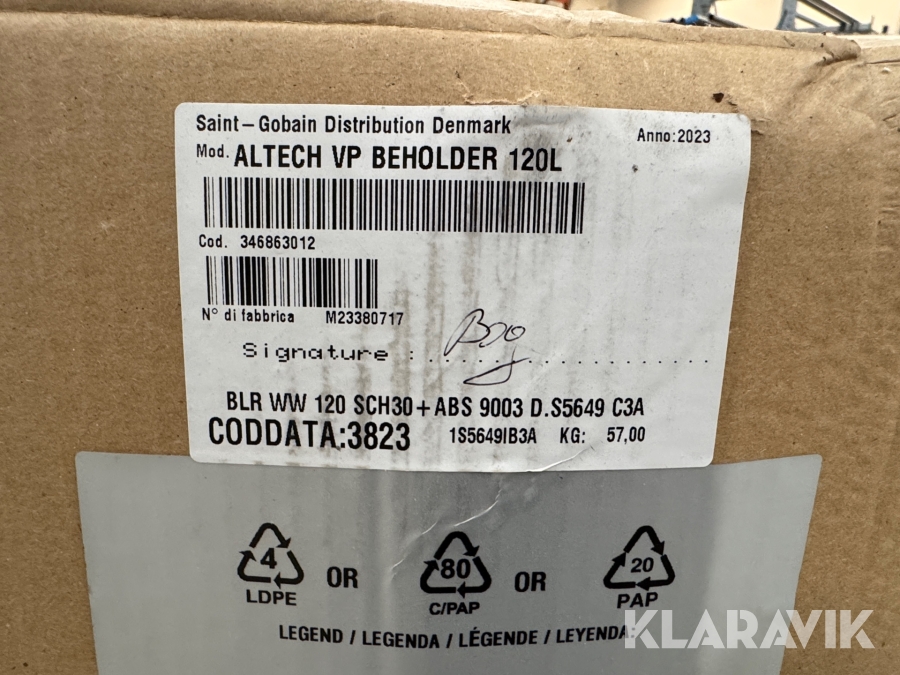 Saint-Gobain Distribution Denmark
Anno:2023
Mod. ALTECH VP BEHOLDER 120L
Cod. 346863012
N° di fabbrica M23380717
Signature :
BLR WW 120 SCH30+ABS 9003 D.S5649 C3A
CODDATA:3823 1S5649IB3A KG: 57,00
4 OR 80 OR 20
LDPE C/PAP PAP
LEGEND / LEGENDA / LÉGENDE / LEYENDA:
KLARAVIK